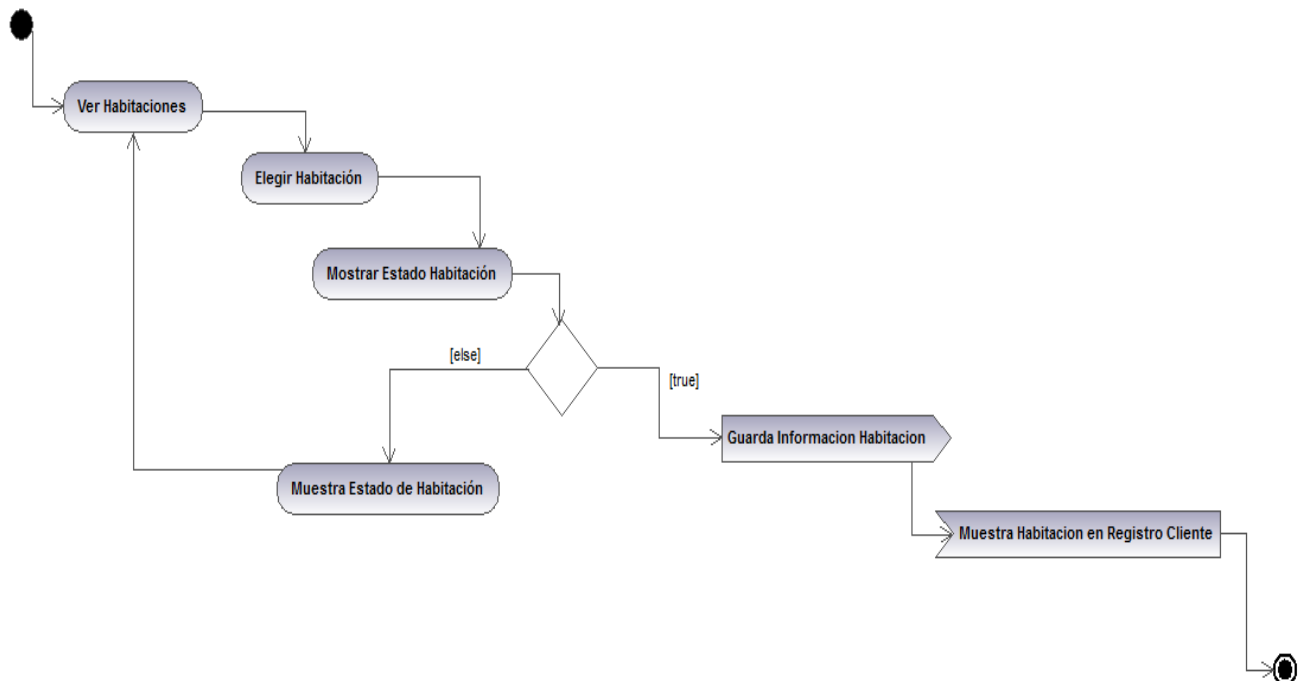 Ver Habitaciones
Elegir Habitación
Mostrar Estado Habitación
[else]
[true]
Guarda Informacion Habitacion
Muestra Estado de Habitación
Muestra Habitacion en Registro Cliente